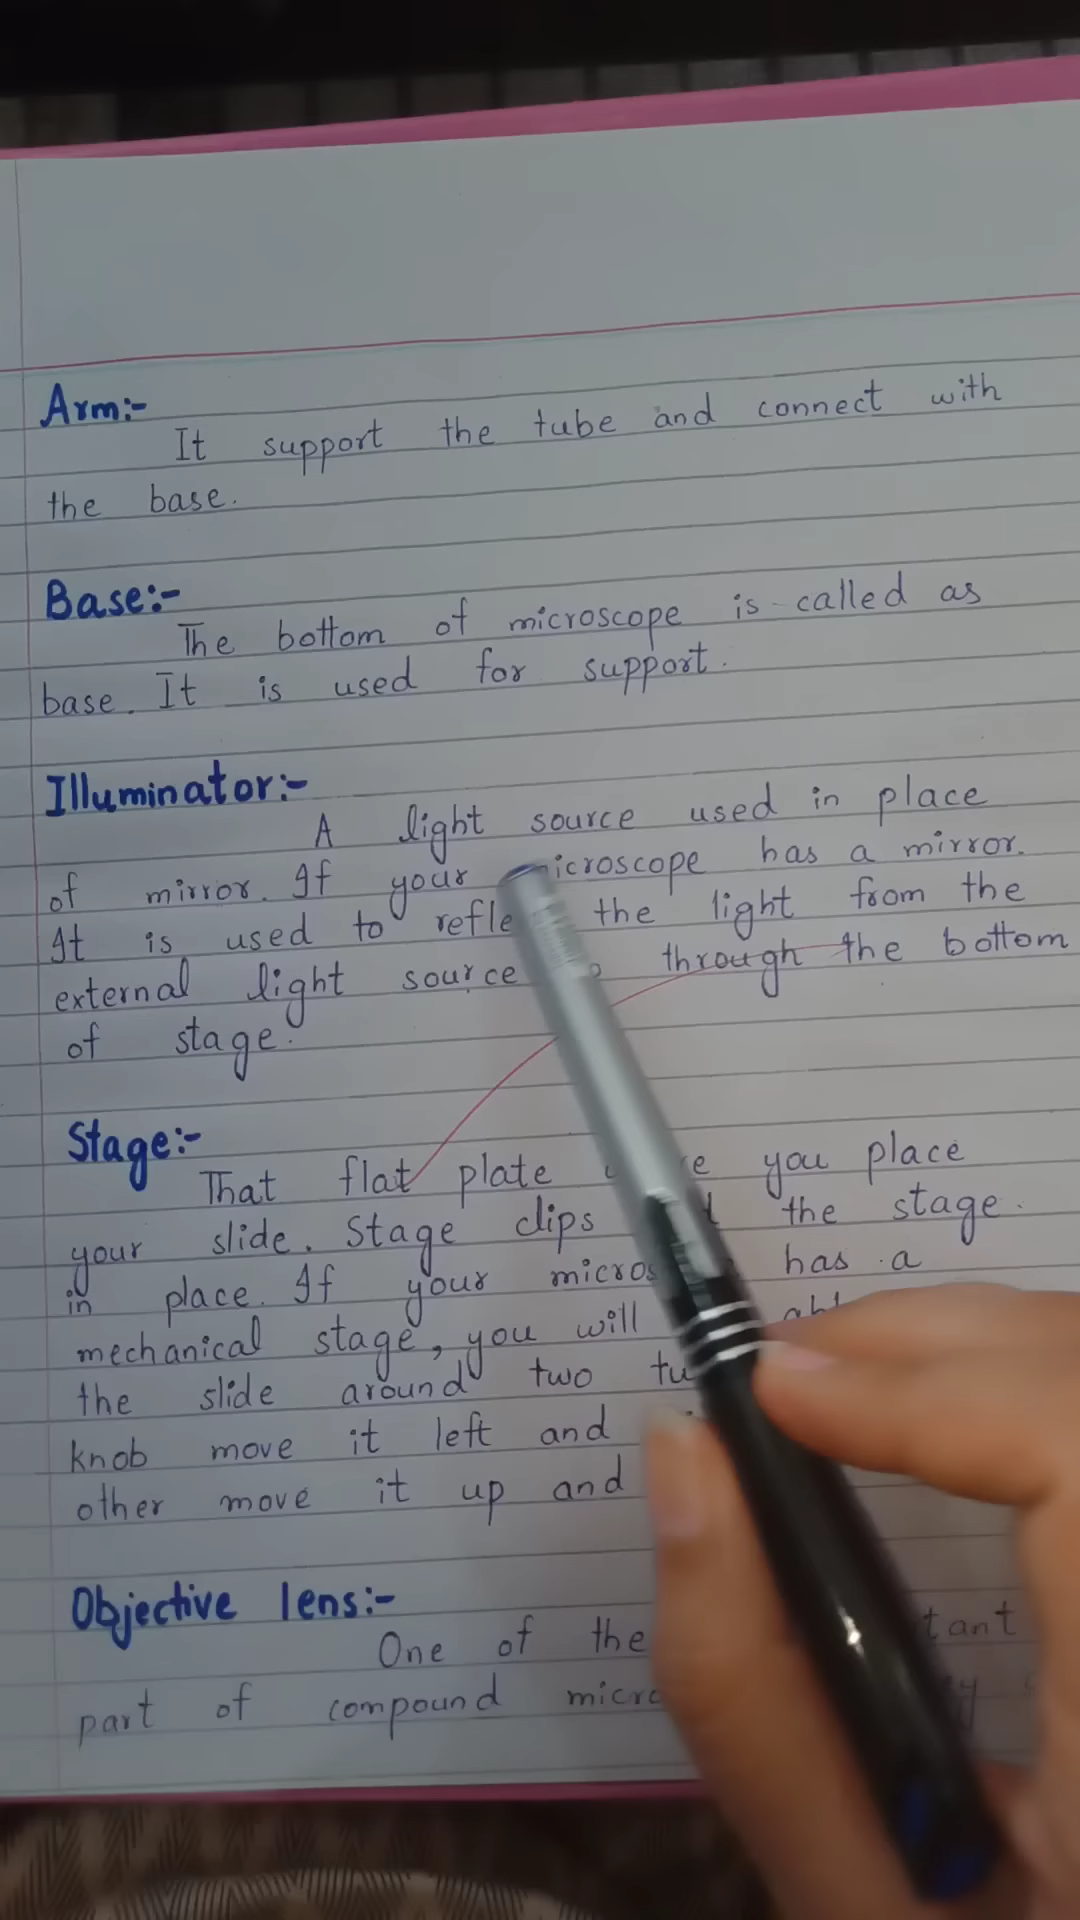 Arm:-
It support the tube and connect with
the base.
Base:-
The bottom of microscope is called as
base. It is used for support.
Illuminator:-
A light source used in place
of mirror. If your microscope has a mirror.
It is used to the light from the
external light source through the bottom
of stage.
Stage:-
That flat plate you place
your slide. Stage clips the stage.
in place. If your has a
mechanical stage, you will
the slide around two
knob move it left and
other move it up and
Objective lens:-
One of the
part of compound